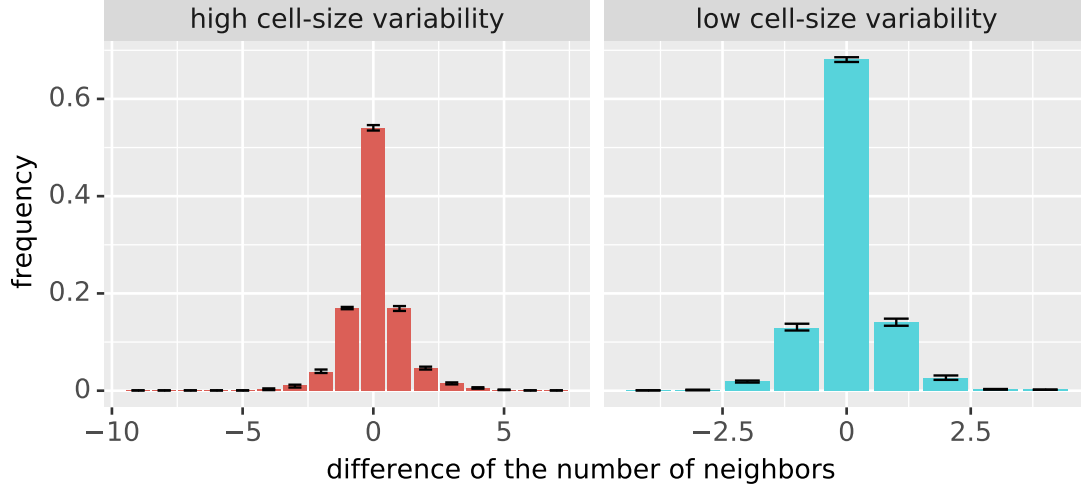 high cell-size variability
low cell-size variability
frequency
0.6
0.4
0.2
0
−10
−5
0
5
−2.5
0
2.5
difference of the number of neighbors